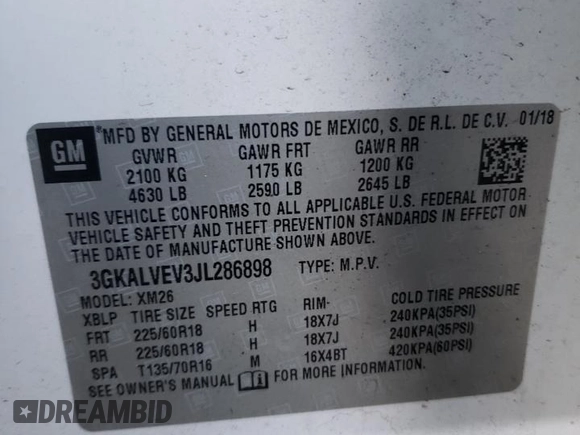 GM *MFD BY GENERAL MOTORS DE MEXICO, S. DE R.L. DE C.V. 01/18
GVWR GAWR FRT GAWR RR
2100 KG 1175 KG 1200 KG
4630 LB 2590 LB 2645 LB
THIS VEHICLE CONFORMS TO ALL APPLICABLE U.S. FEDERAL MOTOR
VEHICLE SAFETY AND THEFT PREVENTION STANDARDS IN EFFECT ON
THE DATE OF MANUFACTURE SHOWN ABOVE.
3GKALVEV3JL286898 TYPE: M.P.V.
MODEL: XM26
XBLP TIRE SIZE SPEED RTG RIM COLD TIRE PRESSURE
FRT 225/60R18 H 18X7J 240KPA(35PSI)
RR 225/60R18 H 18X7J 240KPA(35PSI)
SPA T135/70R16 M 16X4BT 420KPA(60PSI)
SEE OWNER'S MANUAL FOR MORE INFORMATION
DREAMBID